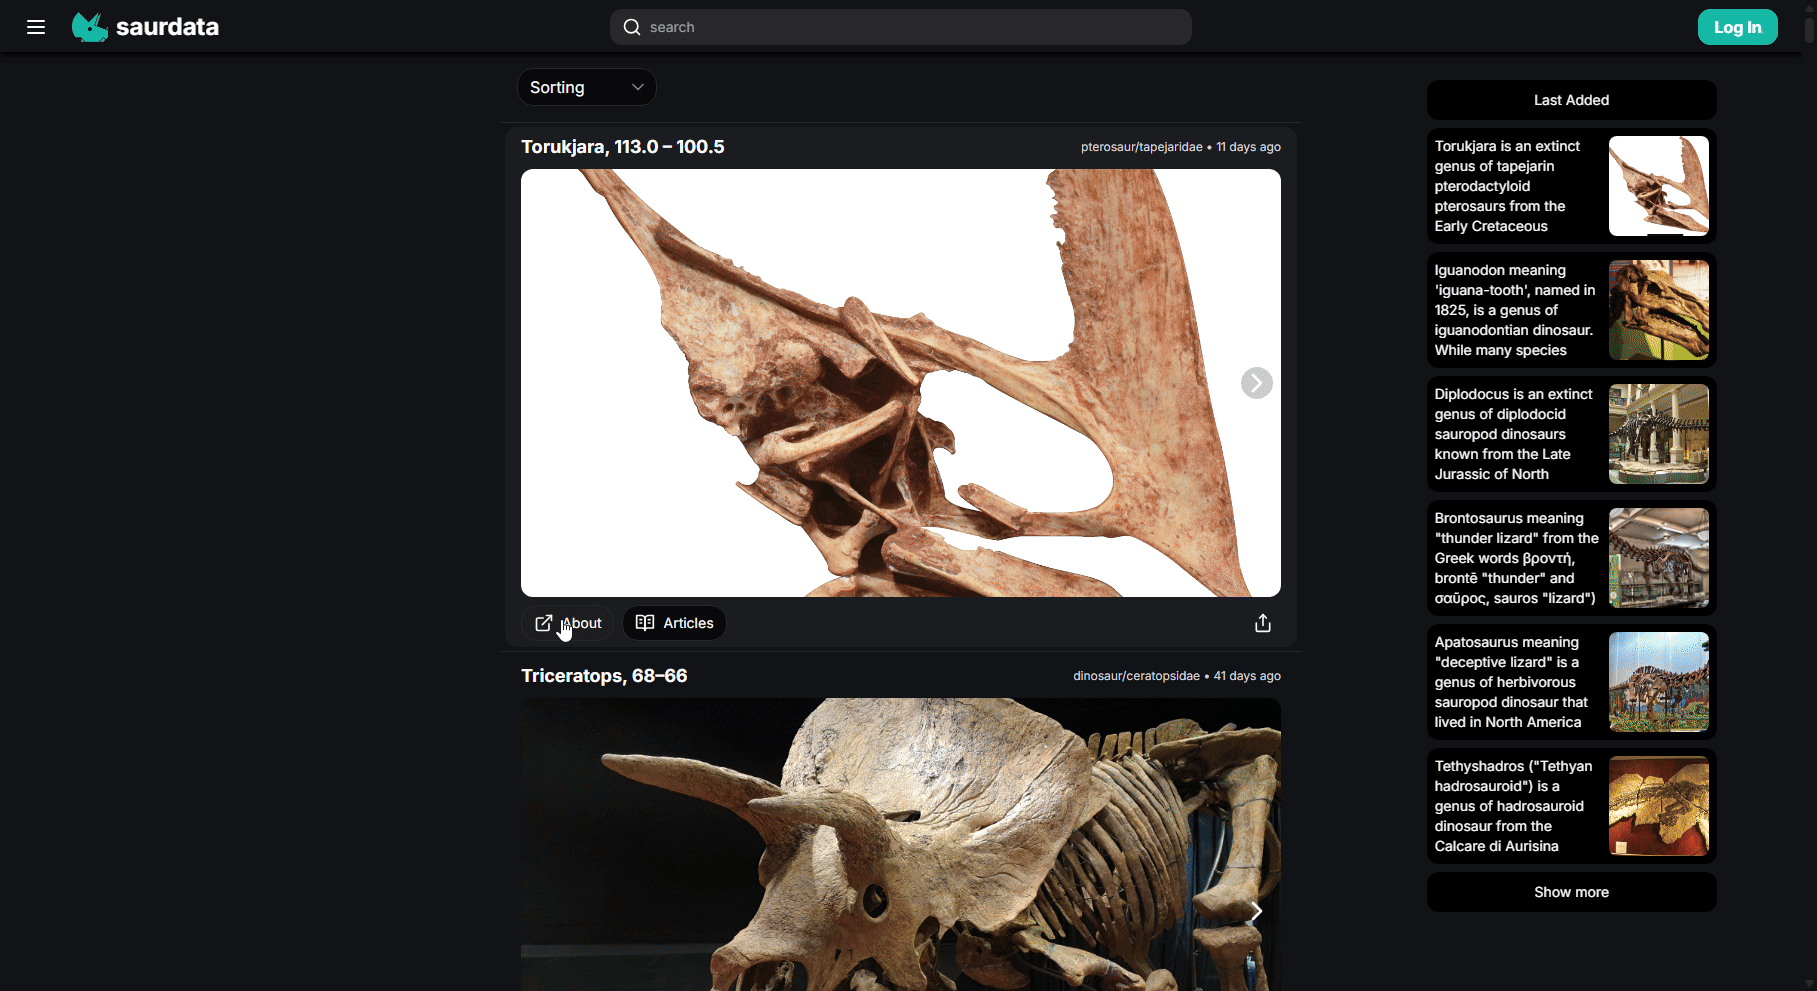 saurdata
search
Log In
Sorting
Torukjara, 113.0 – 100.5
pterosaur/tapejaridae • 11 days ago
About
Articles
Triceratops, 68–66
dinosaur/ceratopsidae • 41 days ago
Last Added
Torukjara is an extinct
genus of tapejarin
pterodactyloid
pterosaurs from the
Early Cretaceous
Iguanodon meaning
'iguana-tooth', named in
1825, is a genus of
iguanodontian dinosaur.
While many species
Diplodocus is an extinct
genus of diplodocid
sauropod dinosaurs
known from the Late
Jurassic of North
Brontosaurus meaning
"thunder lizard" from the
Greek words βροντή,
brontē "thunder" and
σαῦρος, sauros "lizard")
Apatosaurus meaning
"deceptive lizard" is a
genus of herbivorous
sauropod dinosaur that
lived in North America
Tethyshadros ("Tethyan
hadrosauroid") is a
genus of hadrosauroid
dinosaur from the
Calcare di Aurisina
Show more